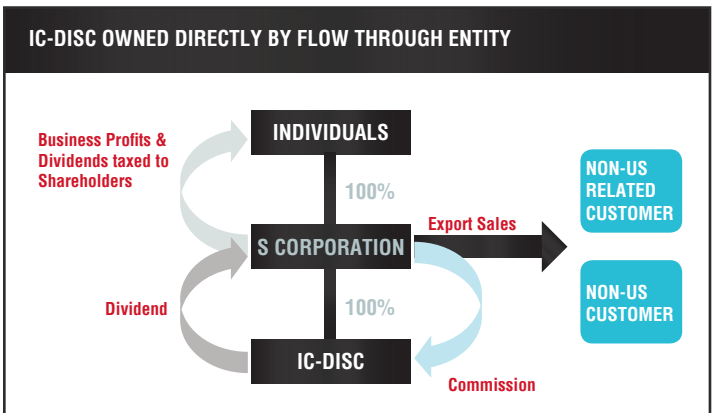 IC-DISC OWNED DIRECTLY BY FLOW THROUGH ENTITY
INDIVIDUALS
Business Profits &
Dividends taxed to
Shareholders
100%
NON-US
RELATED
CUSTOMER
Export Sales
S CORPORATION
Dividend
100%
NON-US
CUSTOMER
IC-DISC
Commission